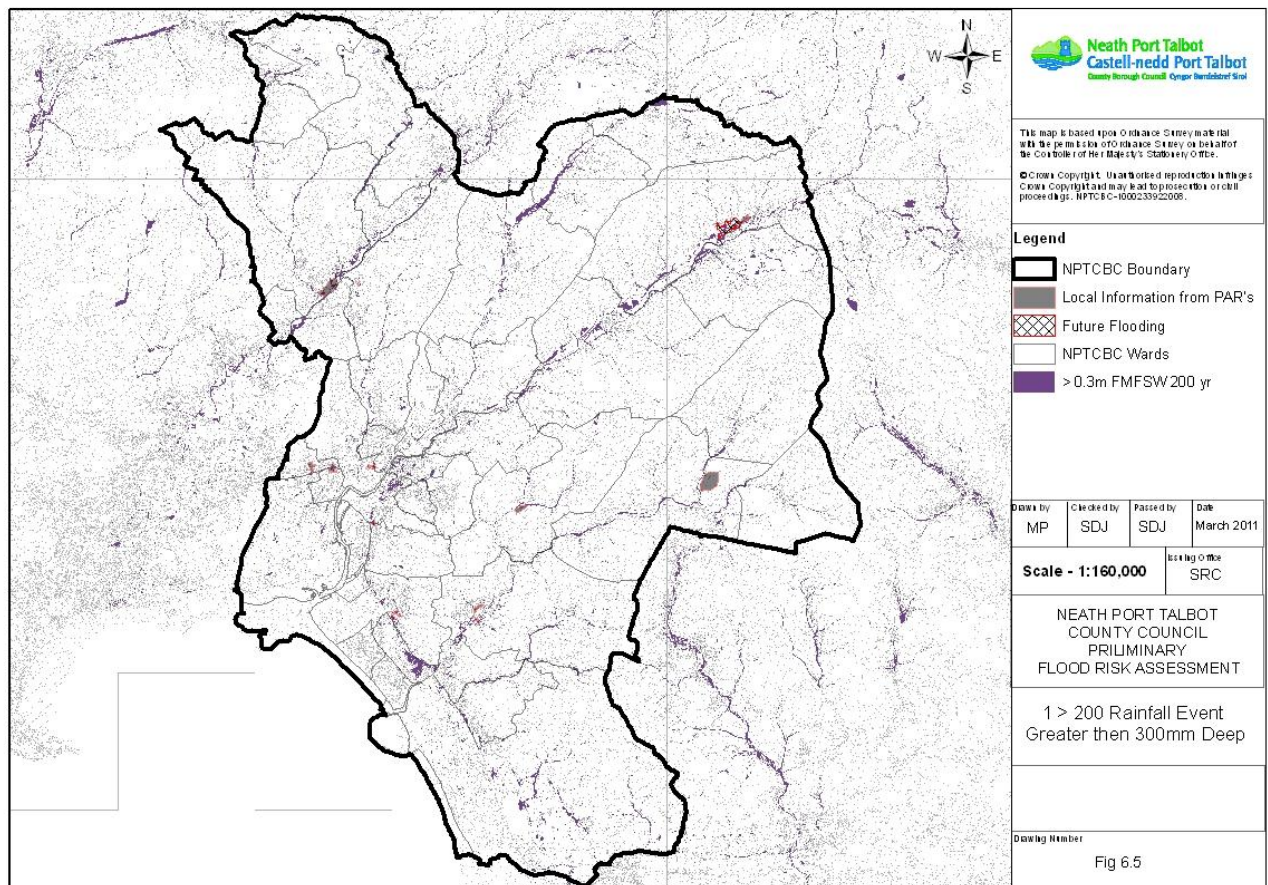 N
W E
S
Neath Port Talbot
Castell-nedd Port Talbot
County Borough Council Cyngor Bwrdeistref Sirol
This map is based upon Ordnance Survey material
with the permission of Ordnance Survey on behalf of
the Controller of Her Majesty's Stationery Office.
© Crown Copyright. Unauthorised reproduction infringes
Crown Copyright and may lead to prosecution or civil
proceedings. NPTCBC-1000233922008.
Legend
NPTCBC Boundary
Local Information from PAR's
Future Flooding
NPTCBC Wards
> 0.3m FMFSW 200 yr
Drawn by Checked by Passed by Date
MP SDJ SDJ March 2011
Scale - 1:160,000
Issuing Office
SRC
NEATH PORT TALBOT
COUNTY COUNCIL
PRILIMINARY
FLOOD RISK ASSESSMENT
1 > 200 Rainfall Event
Greater then 300mm Deep
Drawing Number
Fig 6.5